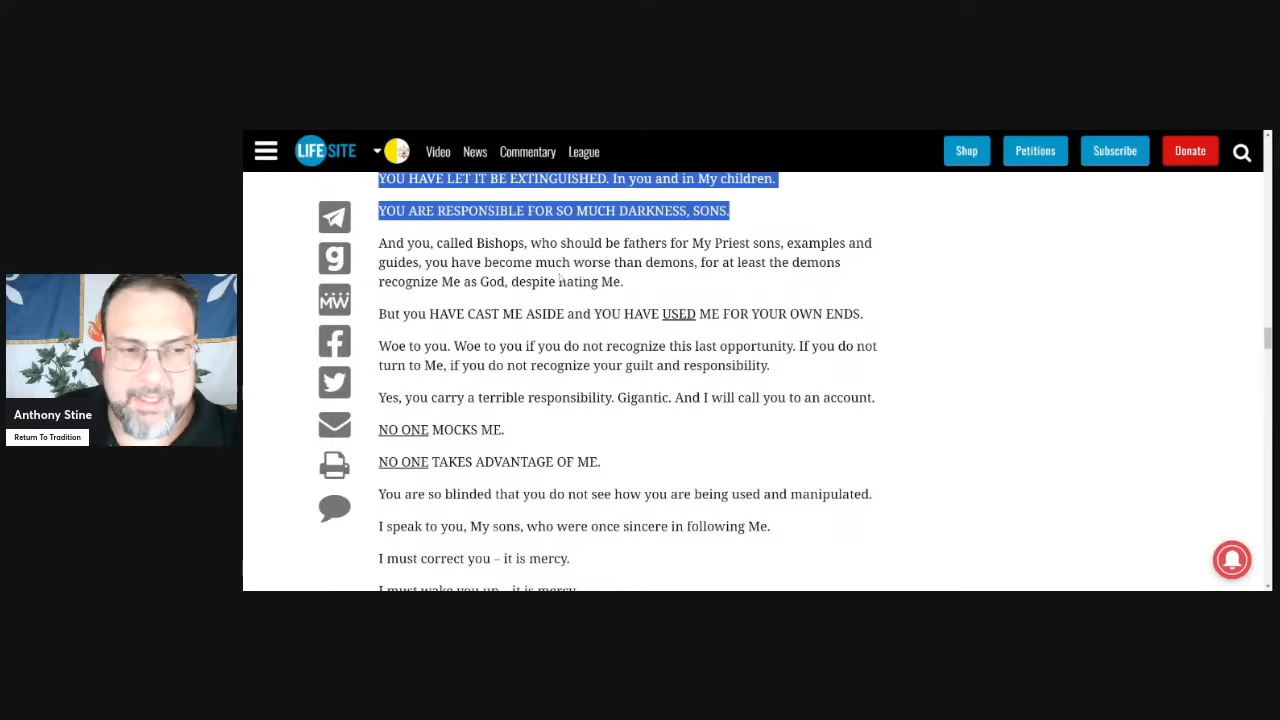 LIFE SITE
Video
News
Commentary
League
Shop
Petitions
Subscribe
Donate
YOU HAVE LET IT BE EXTINGUISHED. In you and in My children.
YOU ARE RESPONSIBLE FOR SO MUCH DARKNESS, SONS.
And you, called Bishops, who should be fathers for My Priest sons, examples and
guides, you have become much worse than demons, for at least the demons
recognize Me as God, despite hating Me.
But you HAVE CAST ME ASIDE and YOU HAVE USED ME FOR YOUR OWN ENDS.
Woe to you. Woe to you if you do not recognize this last opportunity. If you do not
turn to Me, if you do not recognize your guilt and responsibility.
Yes, you carry a terrible responsibility. Gigantic. And I will call you to an account.
NO ONE MOCKS ME.
NO ONE TAKES ADVANTAGE OF ME.
You are so blinded that you do not see how you are being used and manipulated.
I speak to you, My sons, who were once sincere in following Me.
I must correct you – it is mercy.
I must wake you up – it is mercy.
g
MW
Anthony Stine
Return To Tradition